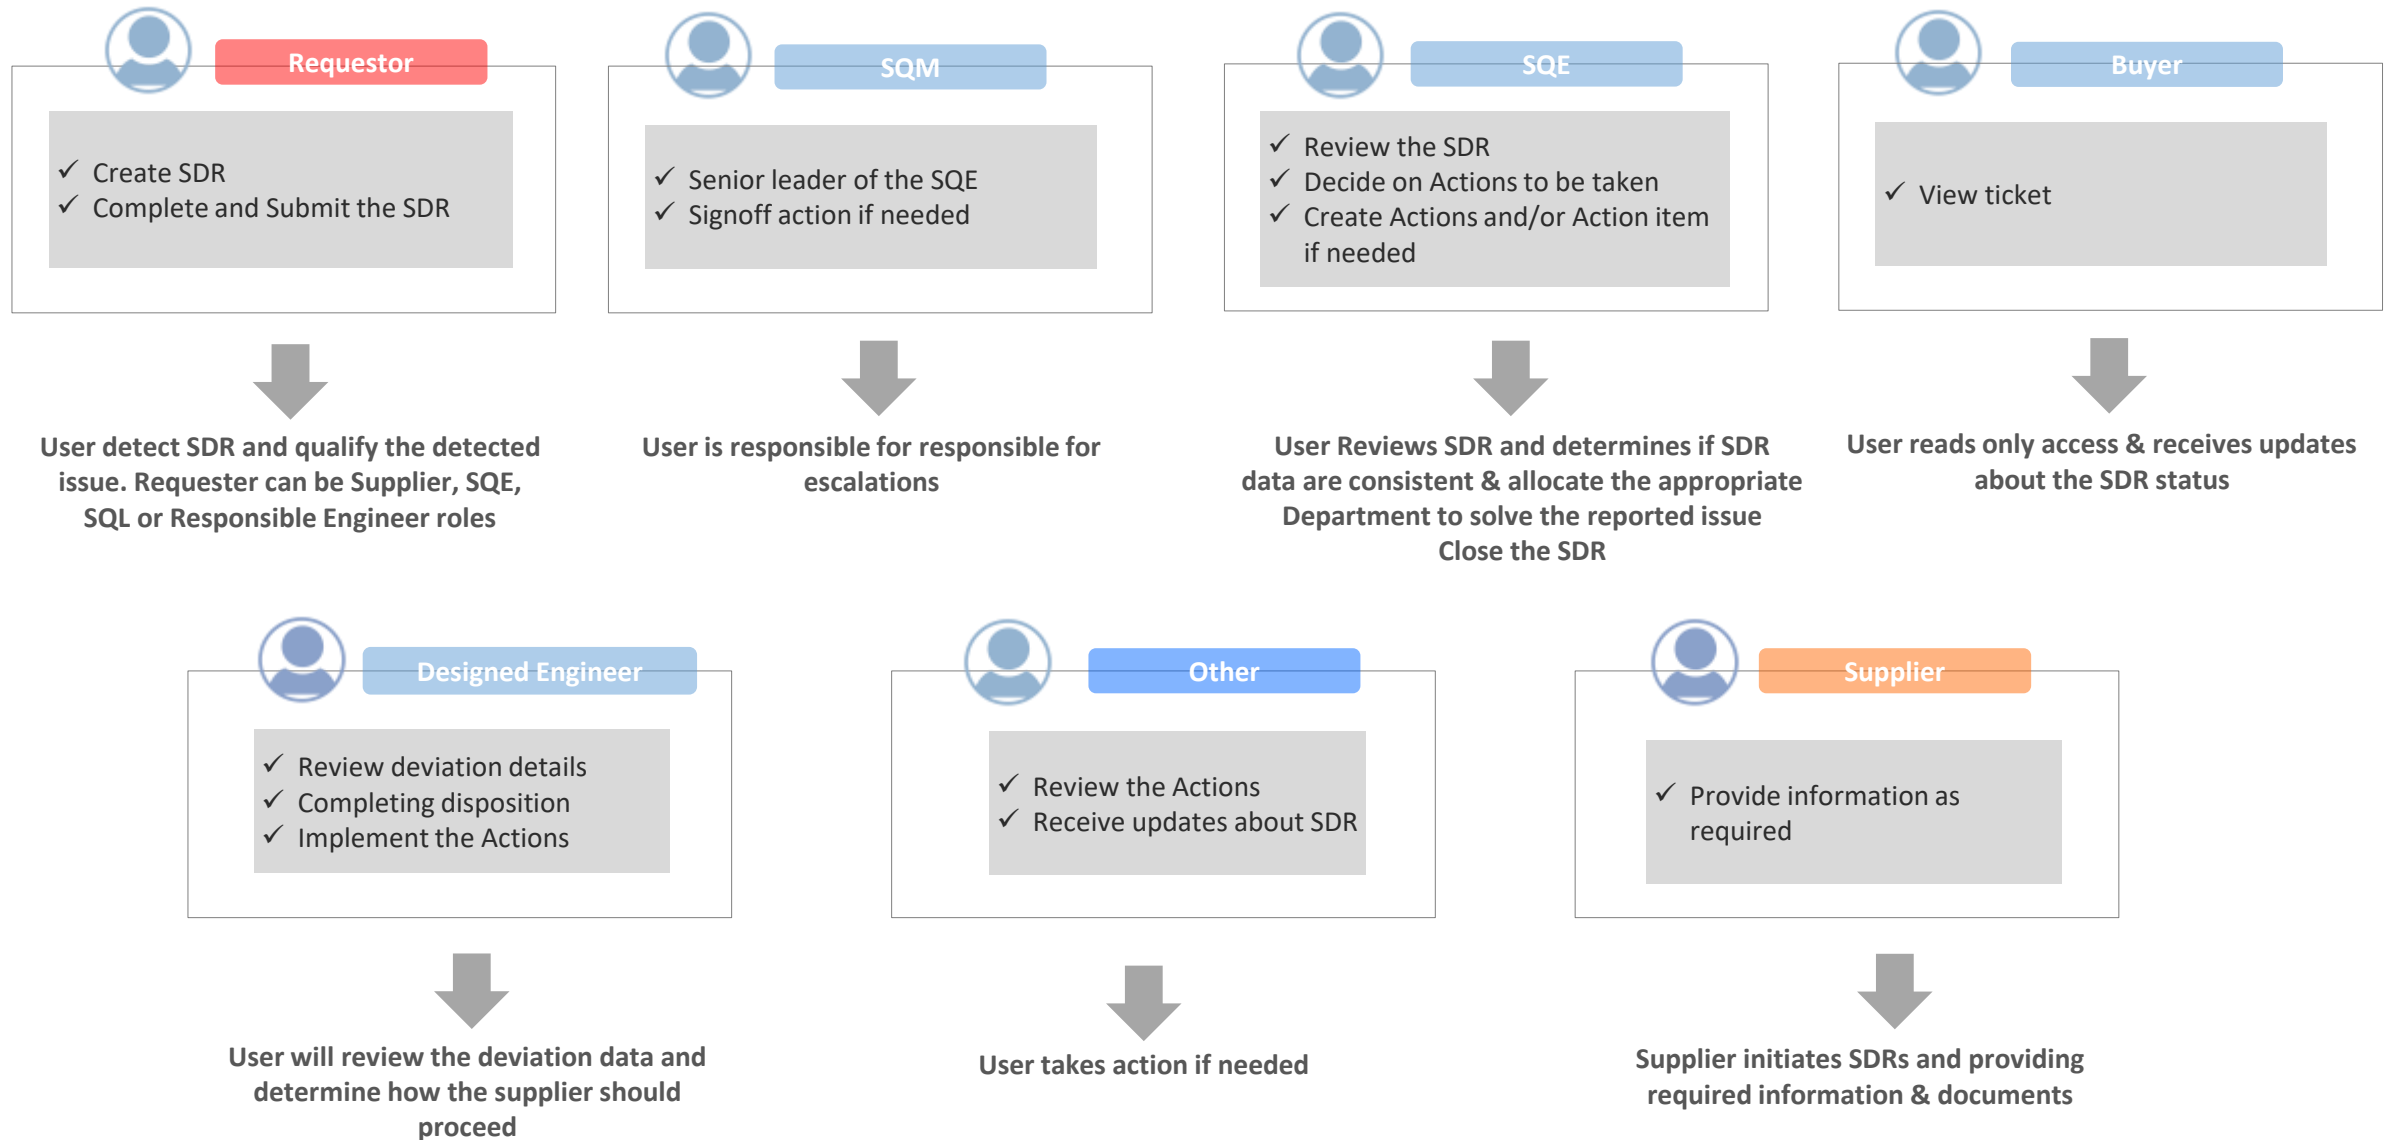 Requestor
Create SDR
Complete and Submit the SDR
User detect SDR and qualify the detected
issue. Requester can be Supplier, SQE,
SQL or Responsible Engineer roles
SQM
Senior leader of the SQE
Signoff action if needed
User is responsible for responsible for
escalations
SQE
Review the SDR
Decide on Actions to be taken
Create Actions and/or Action item
if needed
User Reviews SDR and determines if SDR
data are consistent & allocate the appropriate
Department to solve the reported issue
Close the SDR
Buyer
View ticket
User reads only access & receives updates
about the SDR status
Designed Engineer
Review deviation details
Completing disposition
Implement the Actions
User will review the deviation data and
determine how the supplier should
proceed
Other
Review the Actions
Receive updates about SDR
User takes action if needed
Supplier
Provide information as
required
Supplier initiates SDRs and providing
required information & documents